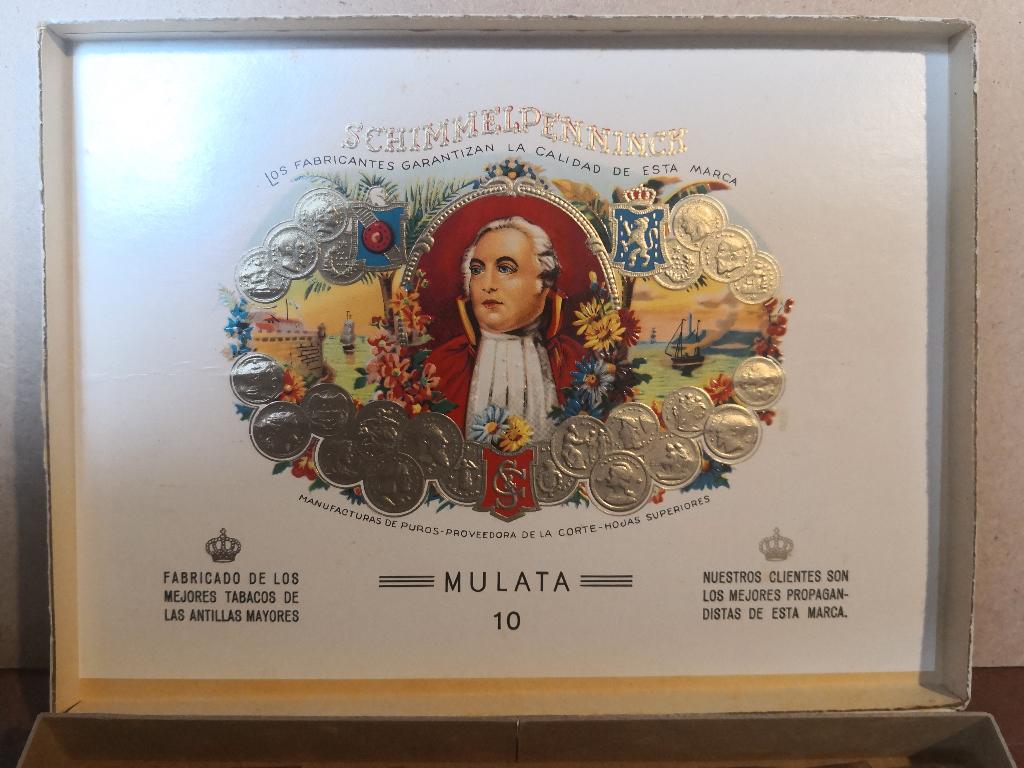 SCHIMMELPENNINCK
LOS FABRICANTES GARANTIZAN LA CALIDAD DE ESTA MARCA
MANUFACTURAS DE PUROS-PROVEEDORA DE LA CORTE-HOJAS SUPERIORES
FABRICADO DE LOS
MEJORES TABACOS DE
LAS ANTILLAS MAYORES
MULATA
10
NUESTROS CLIENTES SON
LOS MEJORES PROPAGAN-
DISTAS DE ESTA MARCA.